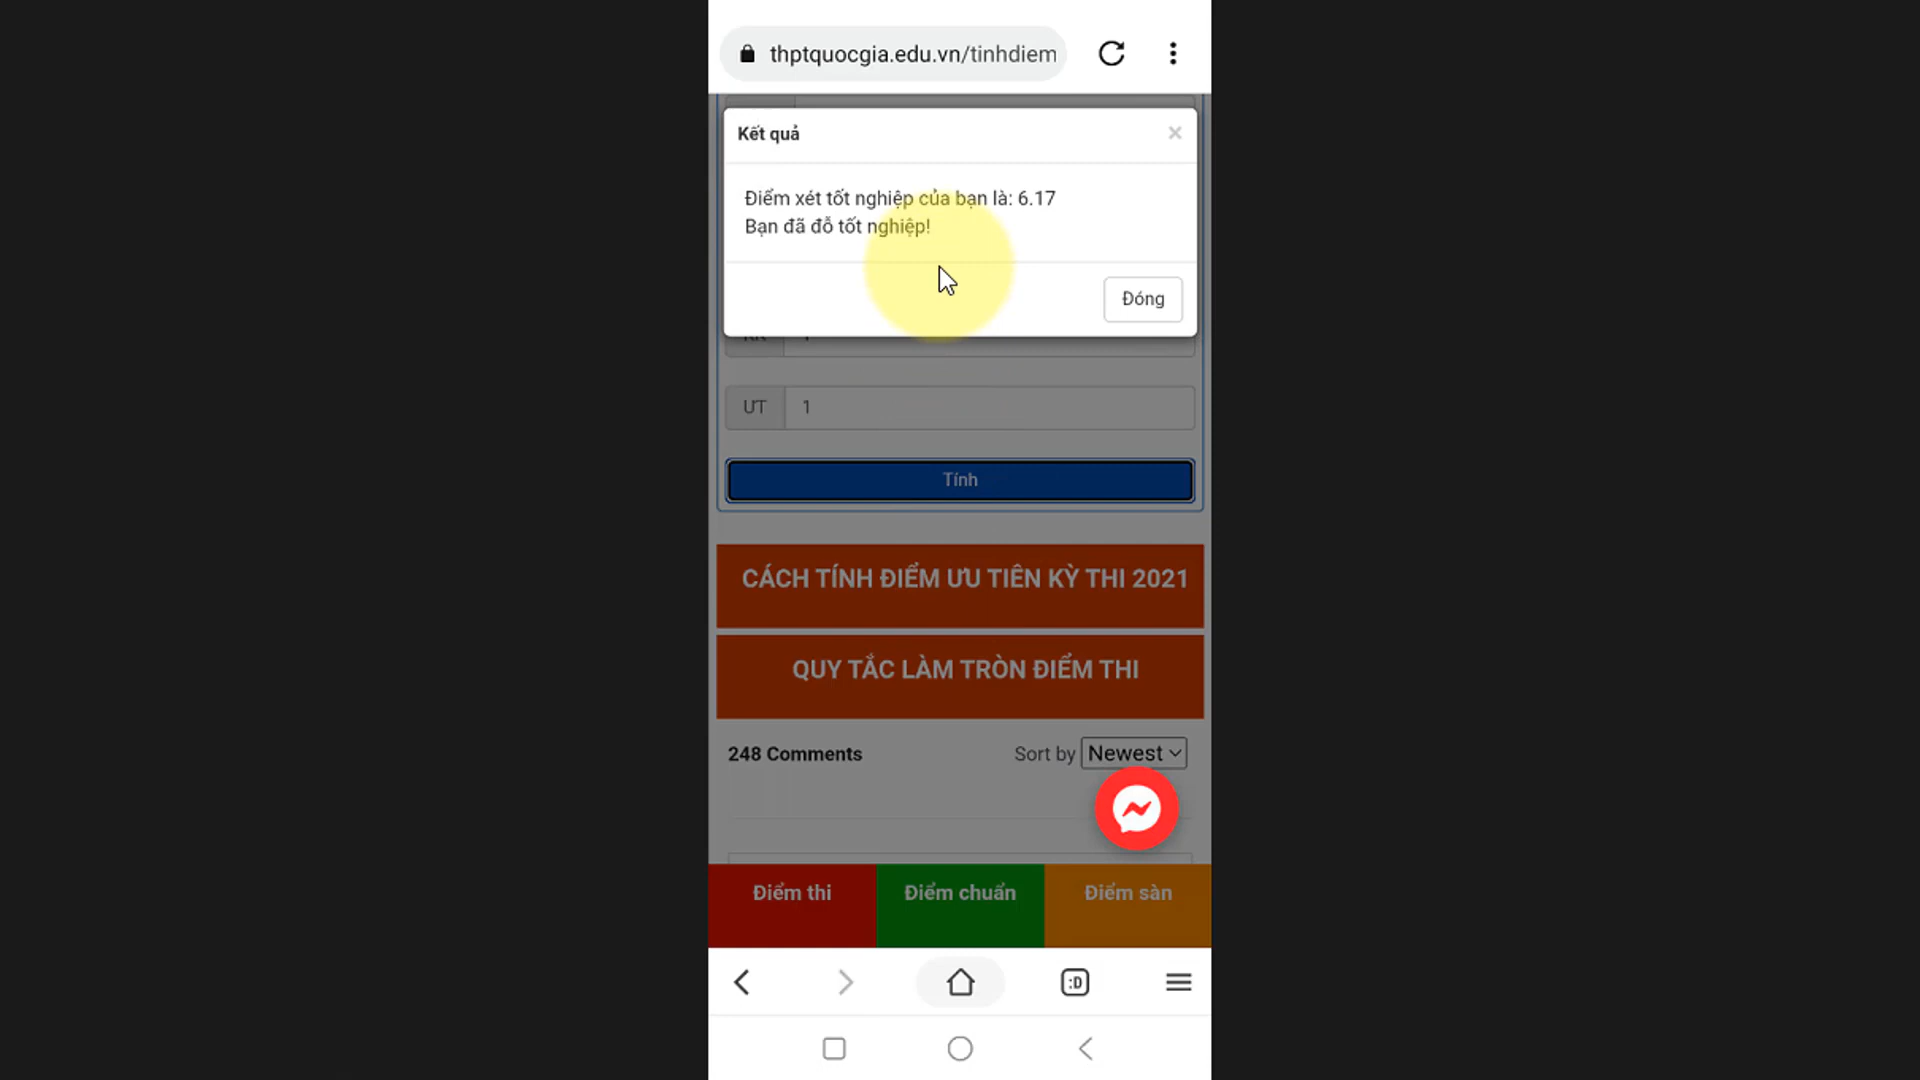 thptquocgia.edu.vn/tinhdiem
Kết quả
×
Điểm xét tốt nghiệp của bạn là: 6.17
Bạn đã đỗ tốt nghiệp!
Đóng
ƯT 1
Tính
CÁCH TÍNH ĐIỂM ƯU TIÊN KỲ THI 2021
QUY TẮC LÀM TRÒN ĐIỂM THI
248 Comments Sort by Newest
Điểm thi Điểm chuẩn Điểm sàn
:D